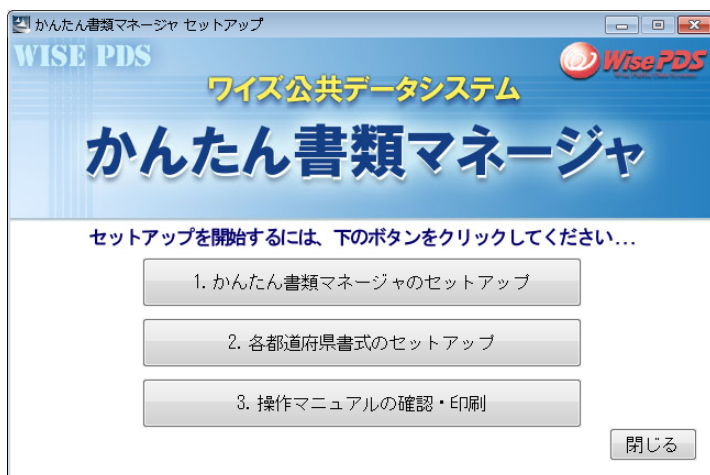 かんたん書類マネージャ セットアップ
WISE PDS
Wise PDS
ワイズ公共データシステム
かんたん書類マネージャ
セットアップを開始するには、下のボタンをクリックしてください...
1. かんたん書類マネージャのセットアップ
2. 各都道府県書式のセットアップ
3. 操作マニュアルの確認・印刷
閉じる